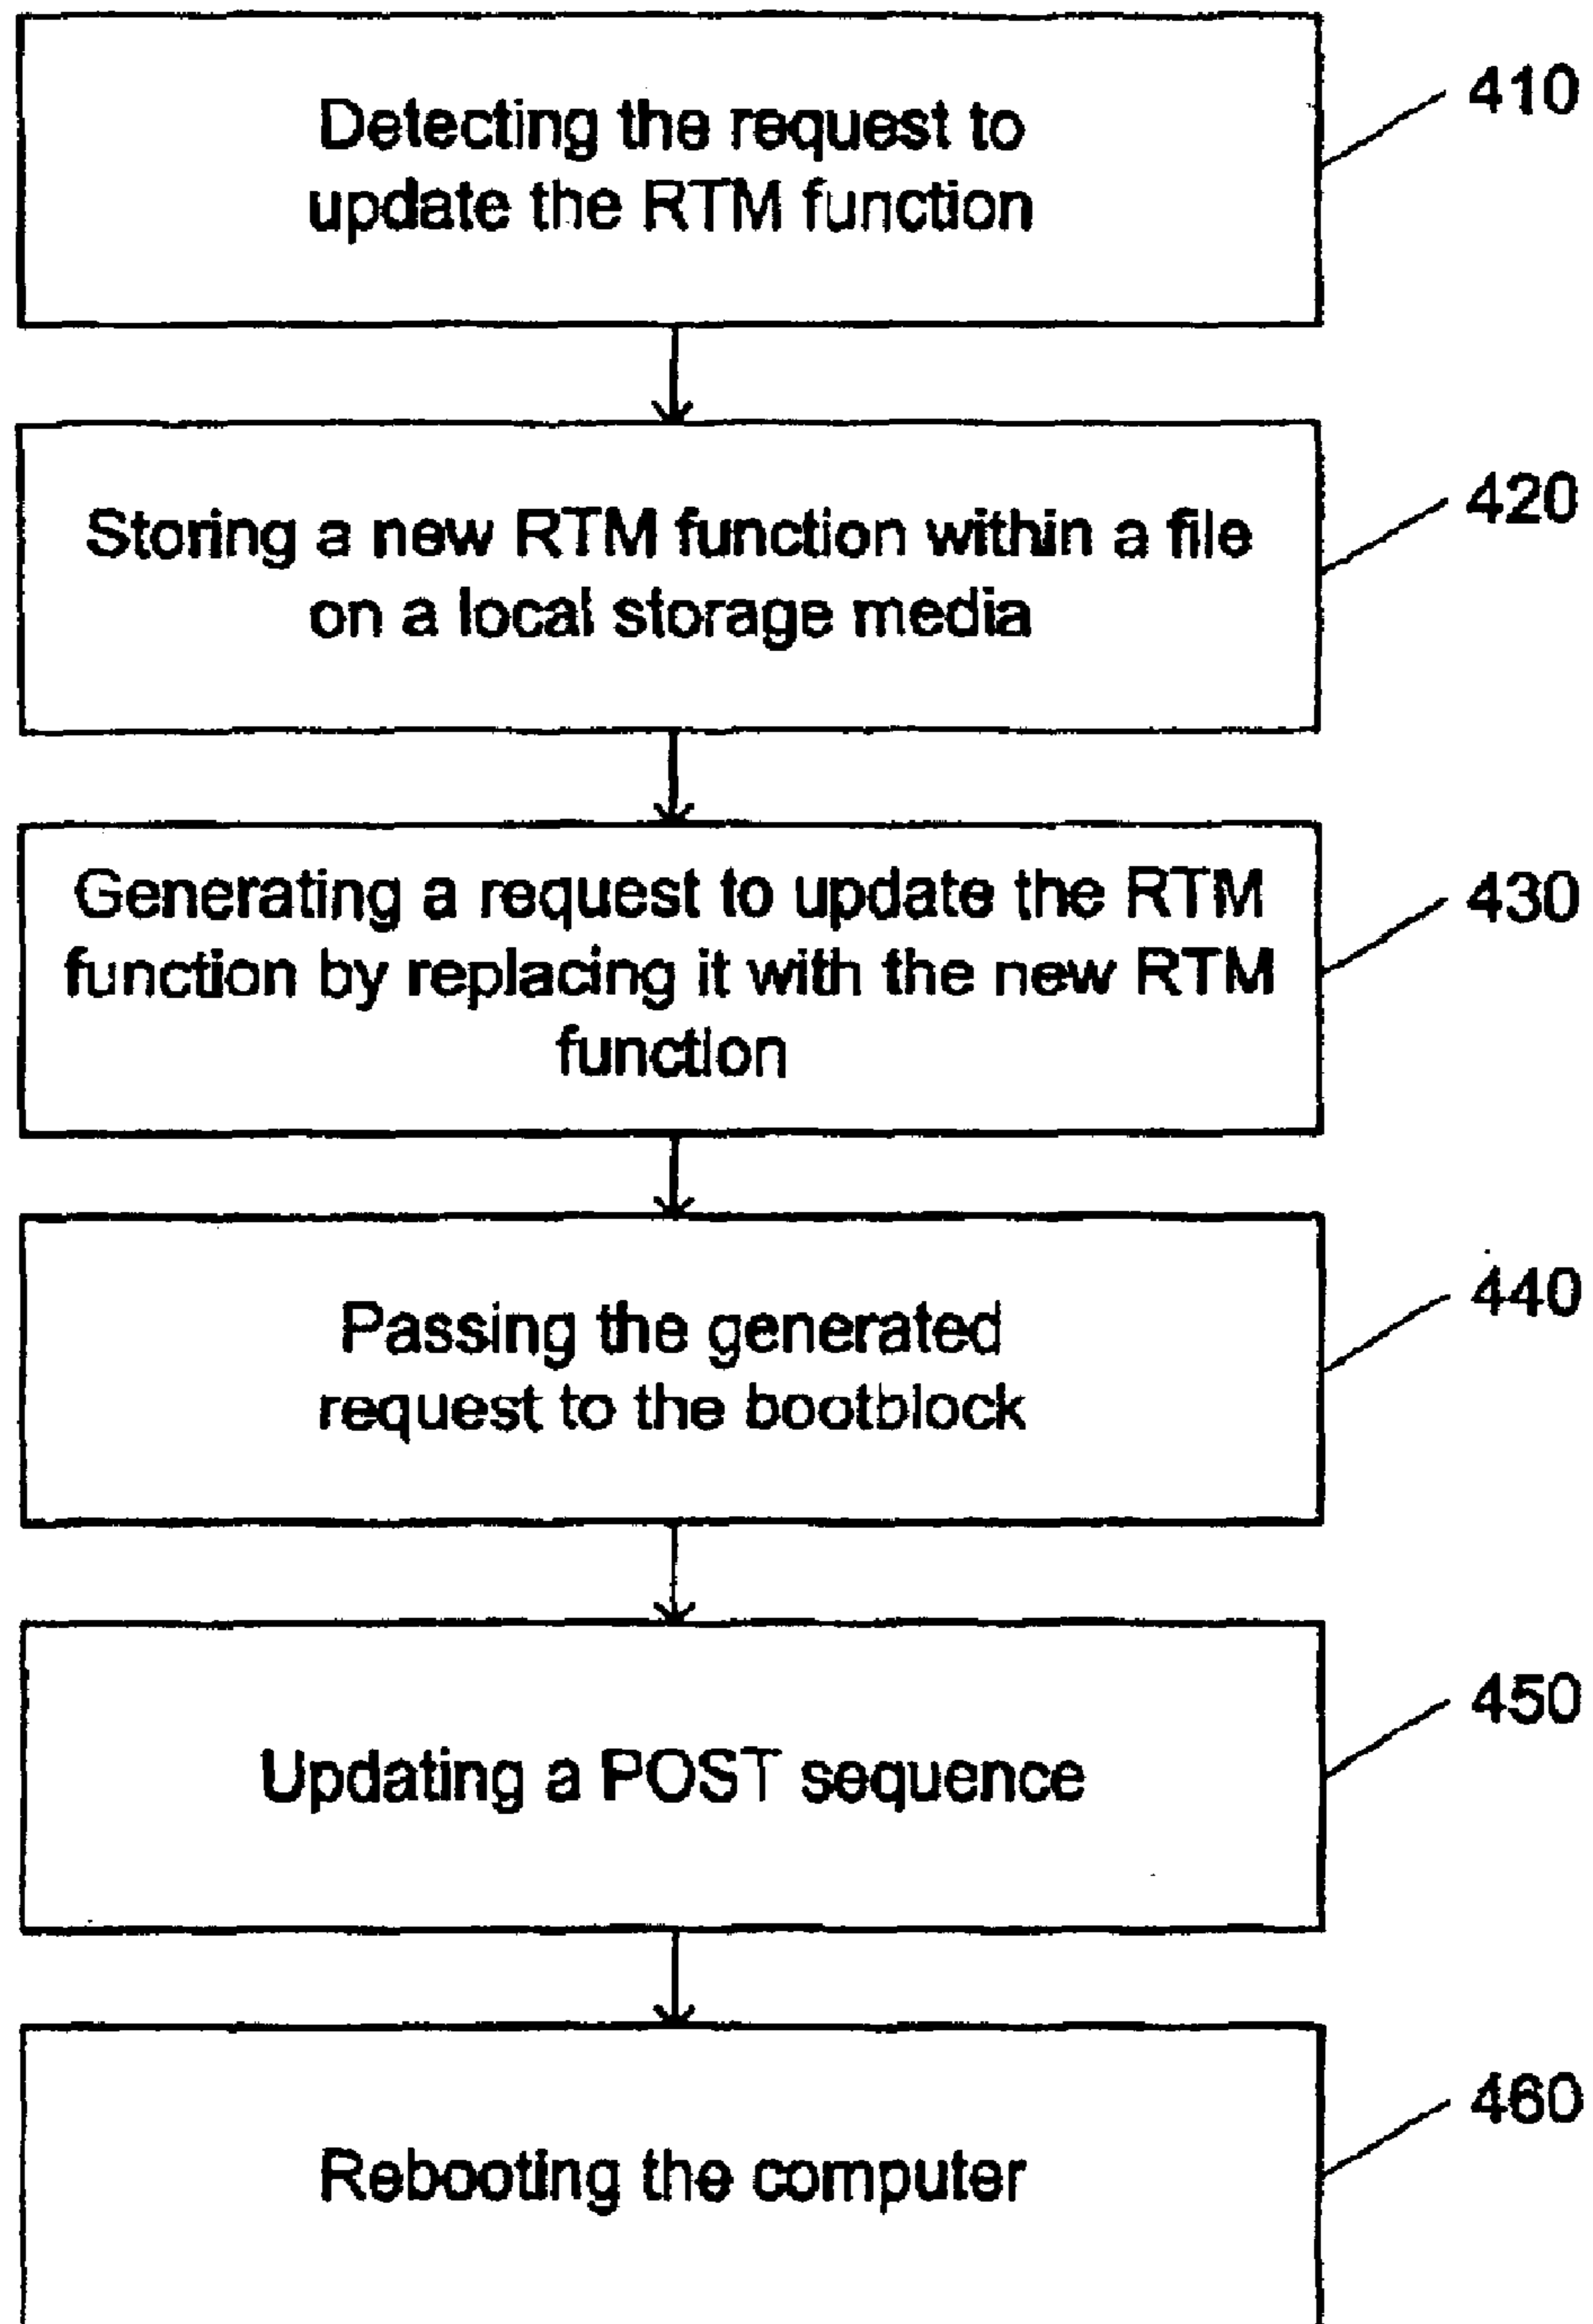 Detecting the request to
update the RTM function
410
Storing a new RTM function within a file
on a local storage media
420
Generating a request to update the RTM
function by replacing it with the new RTM
function
430
Passing the generated
request to the bootblock
440
Updating a POST sequence
450
Rebooting the computer
460